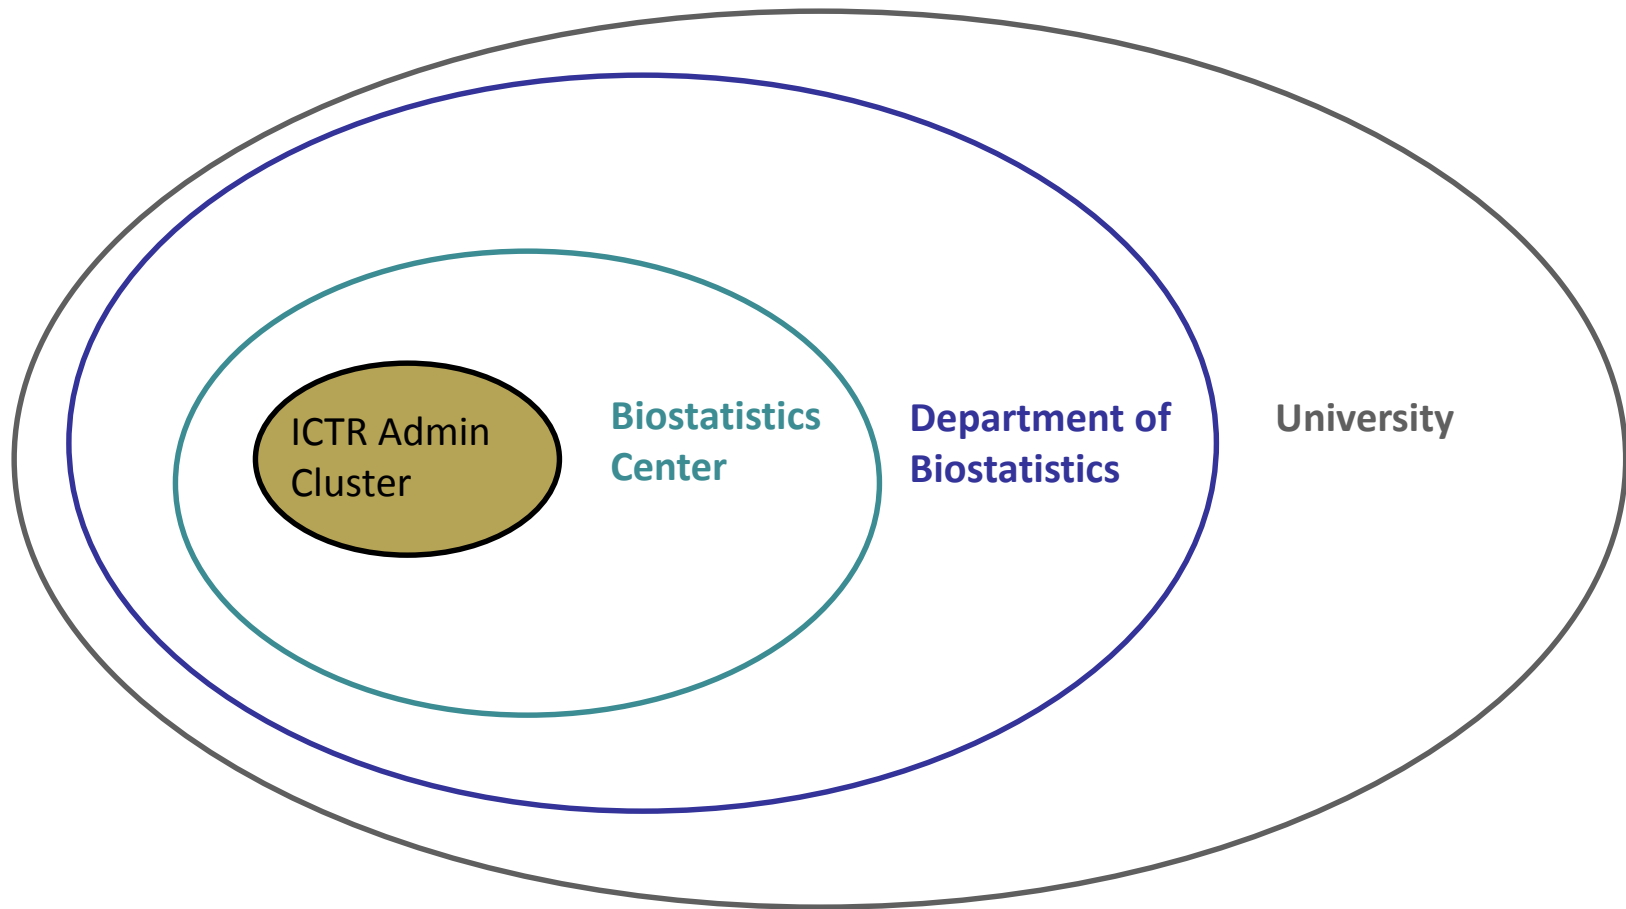 ICTR Admin
Cluster
Biostatistics
Center
Department of
Biostatistics
University